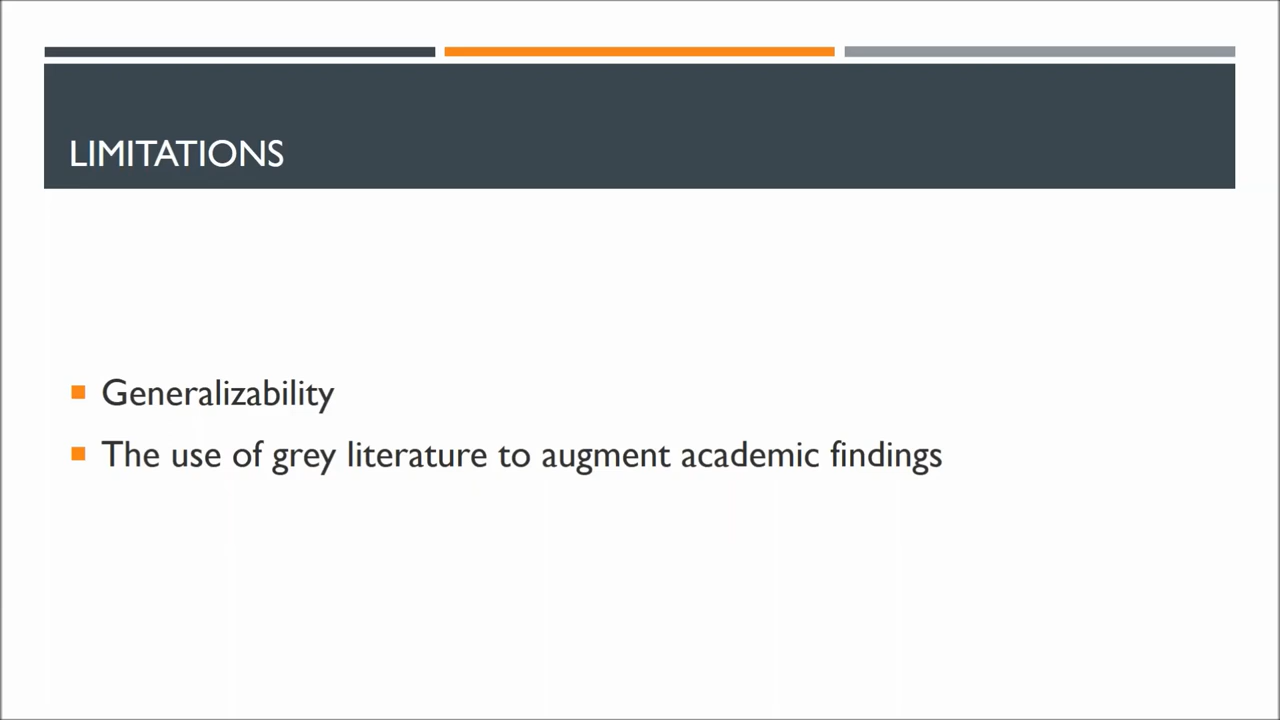 LIMITATIONS
Generalizability
The use of grey literature to augment academic findings